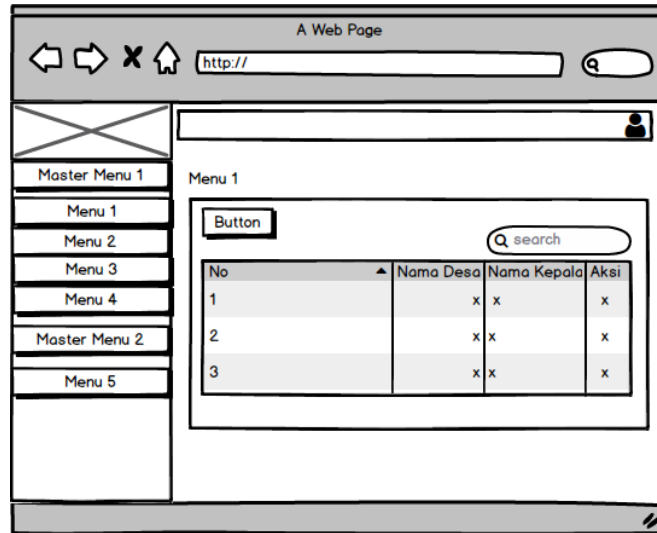 A Web Page
http://
Master Menu 1
Menu 1
Menu 2
Menu 3
Menu 4
Master Menu 2
Menu 5
Menu 1
Button
search
No Nama Desa Nama Kepala Aksi
1 x x x
2 x x x
3 x x x